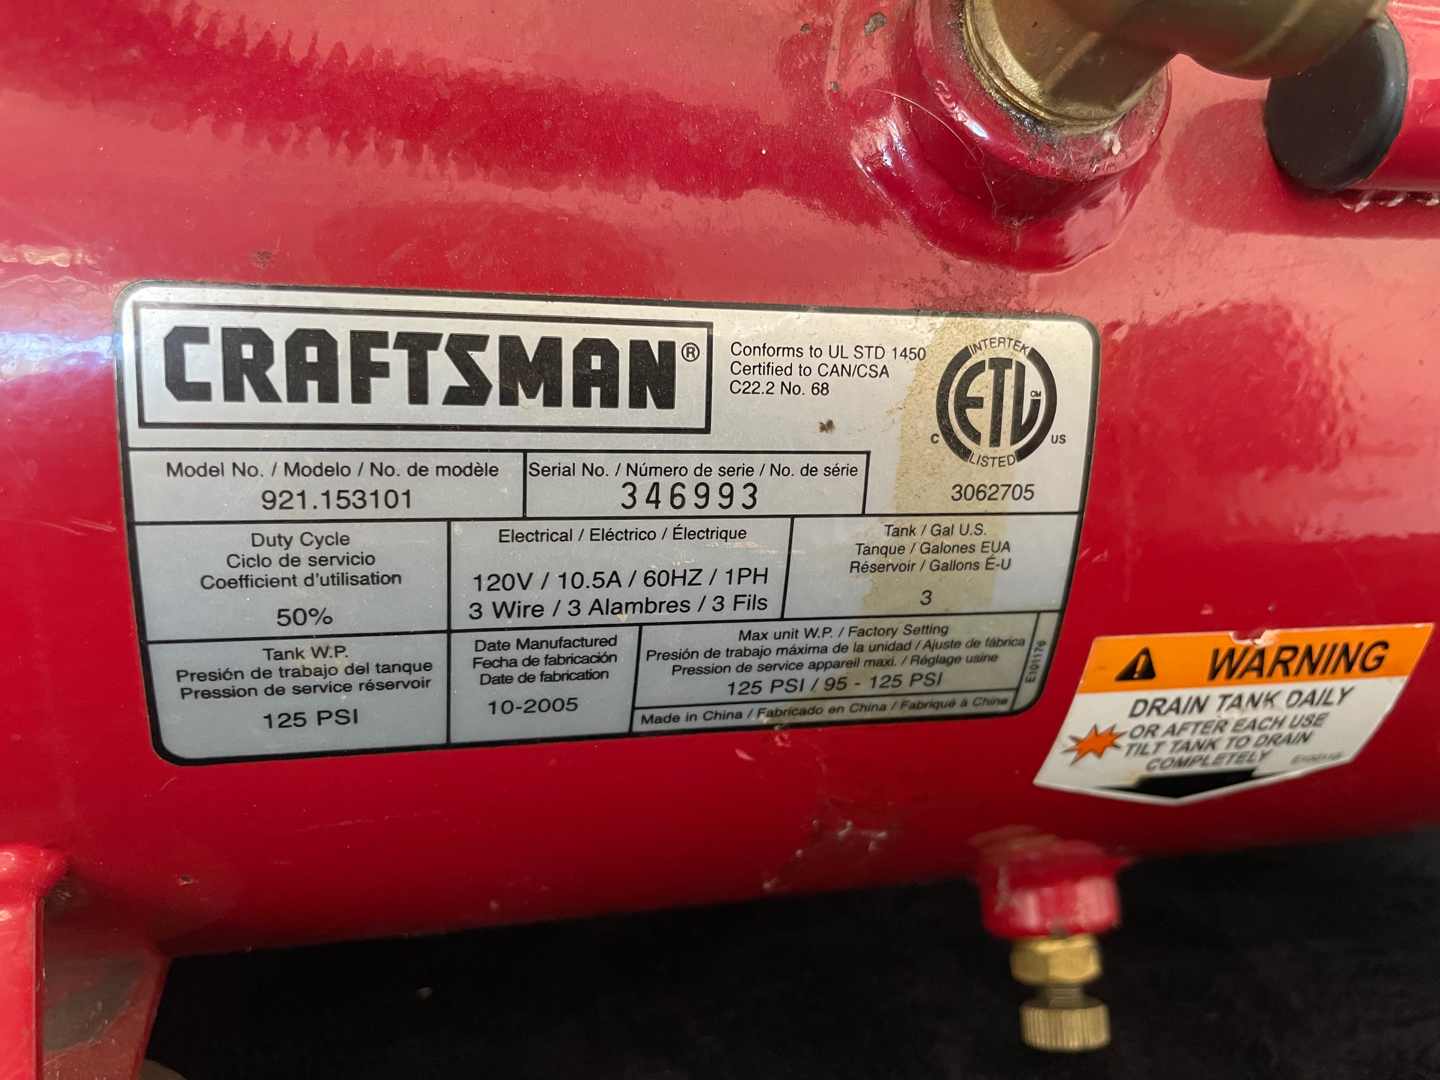 CRAFTSMAN®
Conforms to UL STD 1450
Certified to CAN/CSA
C22.2 No. 68
INTERTEK
ETL CM
C US
LISTED
3062705
Model No. / Modelo / No. de modèle
921.153101
Serial No. / Número de serie / No. de série
346993
Duty Cycle
Ciclo de servicio
Coefficient d'utilisation
50%
Electrical / Eléctrico / Électrique
120V / 10.5A / 60HZ / 1PH
3 Wire / 3 Alambres / 3 Fils
Tank / Gal U.S.
Tanque / Galones EUA
Réservoir / Gallons É-U
3
Tank W.P.
Presión de trabajo del tanque
Pression de service réservoir
125 PSI
Date Manufactured
Fecha de fabricación
Date de fabrication
10-2005
Max unit W.P. / Factory Setting
Presión de trabajo máxima de la unidad / Ajuste de fábrica
Pression de service appareil maxi. / Réglage usine
125 PSI / 95 - 125 PSI
Made in China / Fabricado en China / Fabriqué à Chine
E101176
WARNING
DRAIN TANK DAILY
OR AFTER EACH USE
TILT TANK TO DRAIN
COMPLETELY